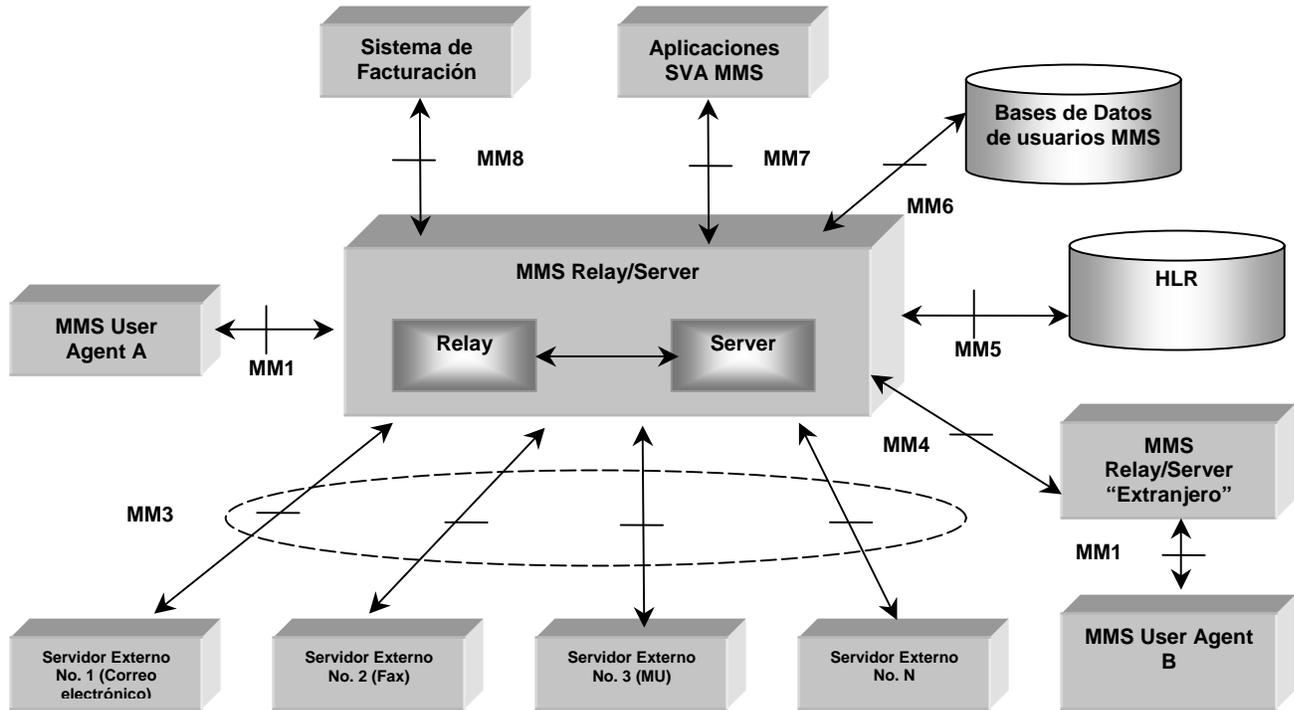 Sistema de
Facturación
Aplicaciones
SVA MMS
Bases de Datos
de usuarios MMS
MM8
MM7
MM6
MMS Relay/Server
HLR
MMS User
Agent A
Relay
Server
MM1
MM5
MM4
MMS
Relay/Server
“Extranjero”
MM3
MM1
Servidor Externo
No. 1 (Correo
electrónico)
Servidor Externo
No. 2 (Fax)
Servidor Externo
No. 3 (MU)
Servidor Externo
No. N
MMS User Agent
B